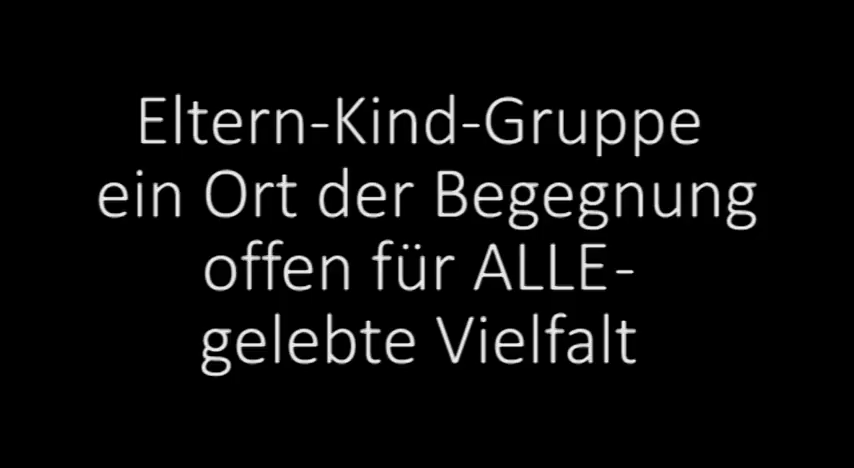 Eltern-Kind-Gruppe
ein Ort der Begegnung
offen für ALLE-
gelebte Vielfalt